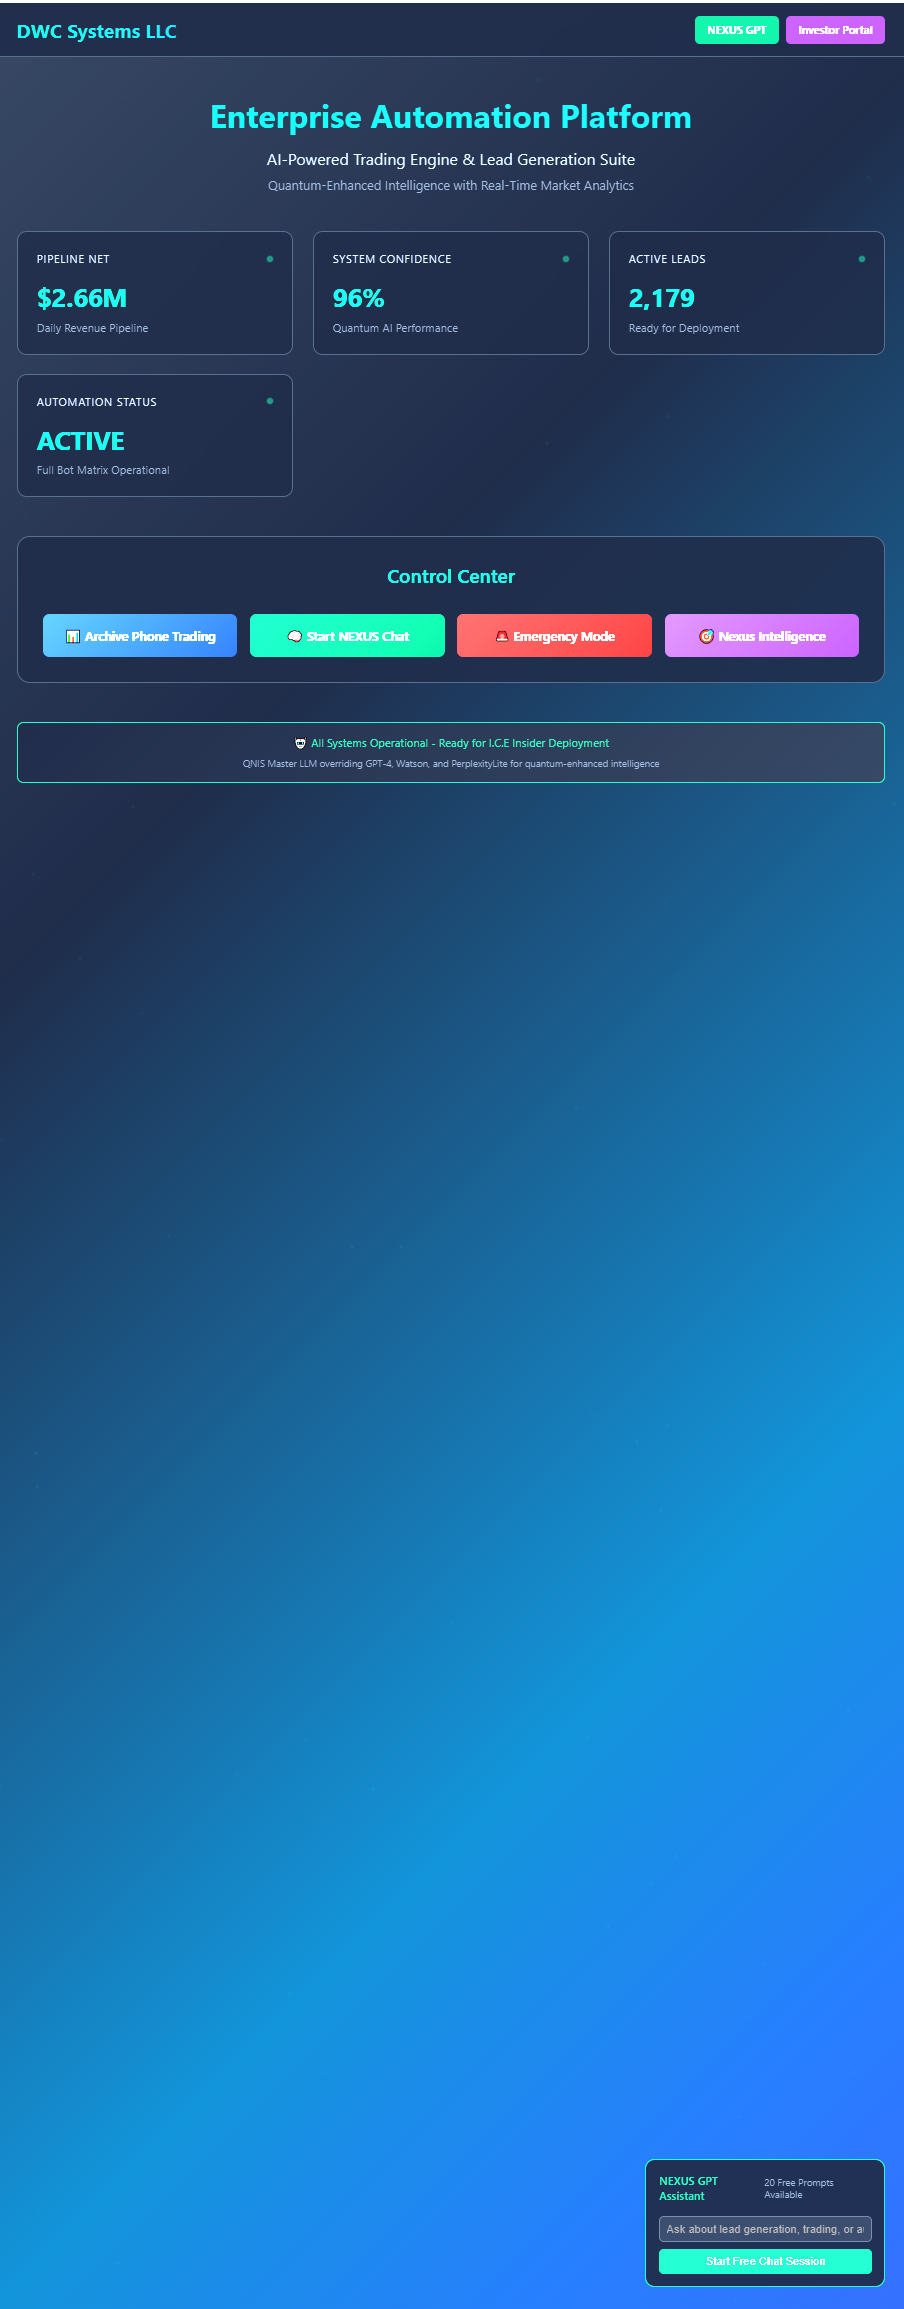 DWC Systems LLC
NEXUS GPT
Investor Portal
Enterprise Automation Platform
AI-Powered Trading Engine & Lead Generation Suite
Quantum-Enhanced Intelligence with Real-Time Market Analytics
PIPELINE NET
$2.66M
Daily Revenue Pipeline
SYSTEM CONFIDENCE
96%
Quantum AI Performance
ACTIVE LEADS
2,179
Ready for Deployment
AUTOMATION STATUS
ACTIVE
Full Bot Matrix Operational
Control Center
📊 Archive Phone Trading
💬 Start NEXUS Chat
🚨 Emergency Mode
🎯 Nexus Intelligence
All Systems Operational - Ready for I.C.E Insider Deployment
QNIS Master LLM overriding GPT-4, Watson, and PerplexityLite for quantum-enhanced intelligence
NEXUS GPT
Assistant
20 Free Prompts
Available
Ask about lead generation, trading, or
Start Free Chat Session